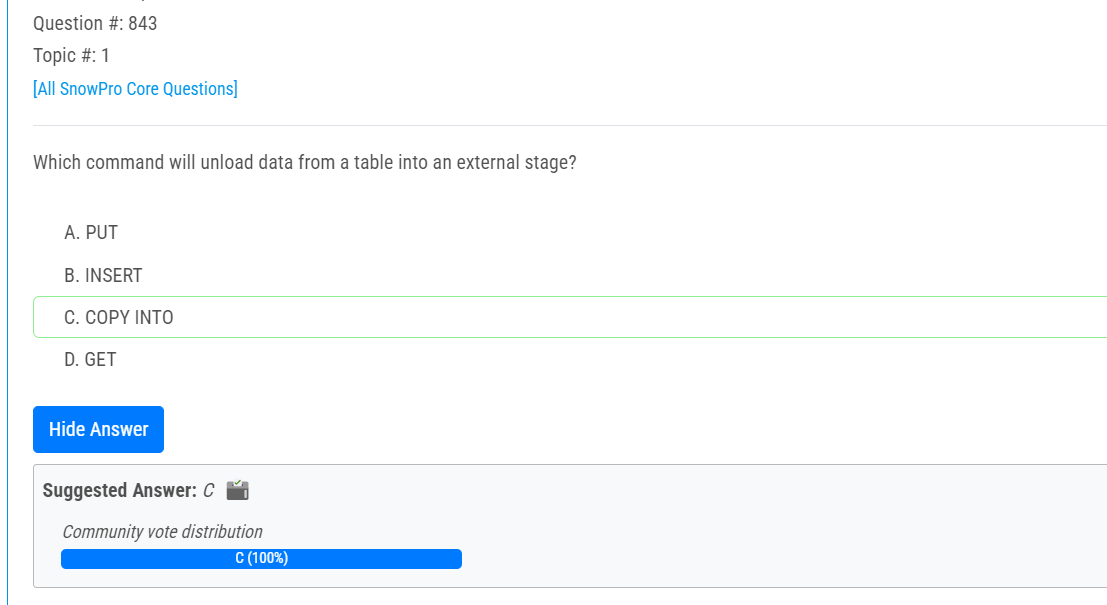 Question #: 843
Topic #: 1
[All SnowPro Core Questions]
Which command will unload data from a table into an external stage?
A. PUT
B. INSERT
C. COPY INTO
D. GET
Hide Answer
Suggested Answer: C
Community vote distribution
C (100%)